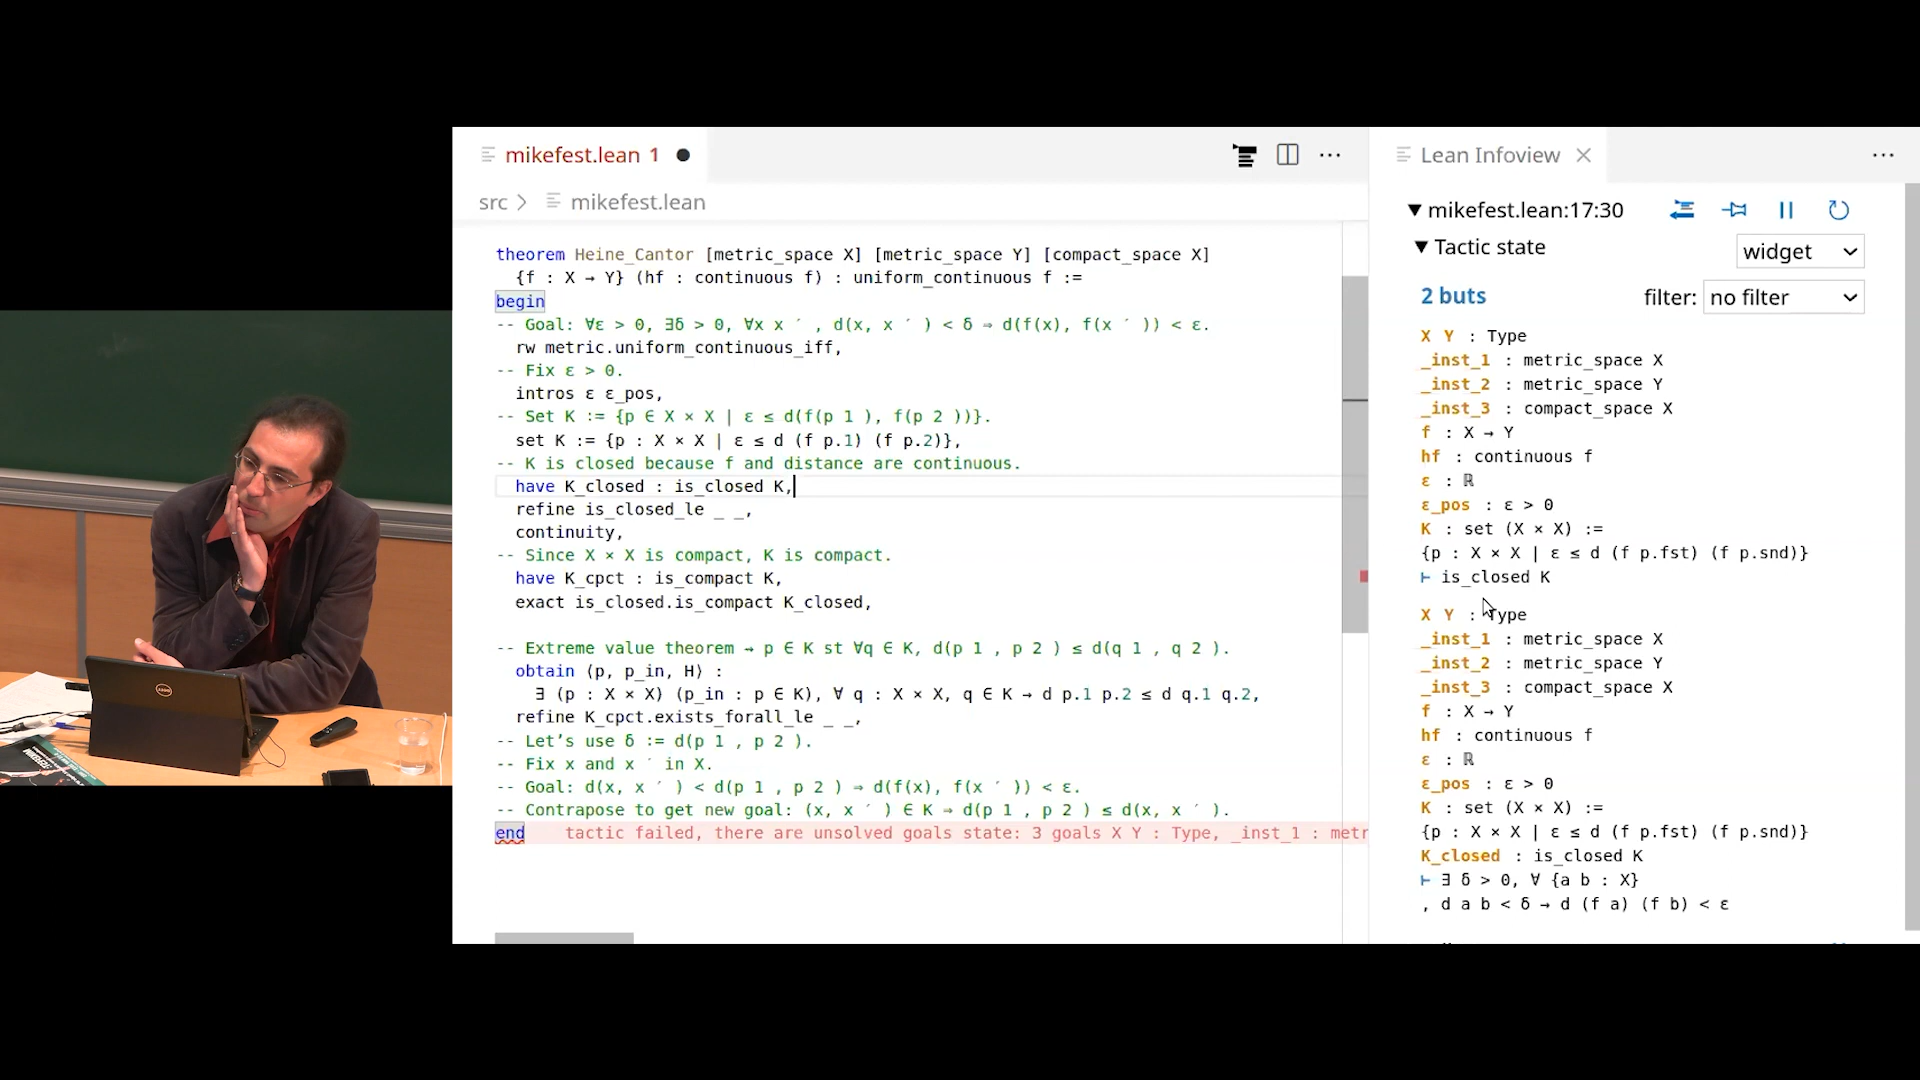 mikefest.lean 1
src > mikefest.lean
theorem Heine_Cantor [metric_space X] [metric_space Y] [compact_space X]
{f : X → Y} (hf : continuous f) : uniform_continuous f :=
begin
-- Goal: ∀ε > 0, ∃δ > 0, ∀x x ′ , d(x, x ′ ) < δ ⇒ d(f(x), f(x ′ )) < ε.
rw metric.uniform_continuous_iff,
-- Fix ε > 0.
intros ε ε_pos,
-- Set K := {p ∈ X × X | ε ≤ d(f(p 1 ), f(p 2 ))}.
set K := {p : X × X | ε ≤ d (f p.1) (f p.2)},
-- K is closed because f and distance are continuous.
have K_closed : is_closed K,
refine is_closed_le _ _,
continuity,
-- Since X × X is compact, K is compact.
have K_cpct : is_compact K,
exact is_closed.is_compact K_closed,
-- Extreme value theorem → p ∈ K st ∀q ∈ K, d(p 1 , p 2 ) ≤ d(q 1 , q 2 ).
obtain ⟨p, p_in, H⟩ :
∃ (p : X × X) (p_in : p ∈ K), ∀ q : X × X, q ∈ K → d p.1 p.2 ≤ d q.1 q.2,
refine K_cpct.exists_forall_le _ _,
-- Let’s use δ := d(p 1 , p 2 ).
-- Fix x and x ′ in X.
-- Goal: d(x, x ′ ) < d(p 1 , p 2 ) ⇒ d(f(x), f(x ′ )) < ε.
-- Contrapose to get new goal: (x, x ′ ) ∈ K ⇒ d(p 1 , p 2 ) ≤ d(x, x ′ ).
end tactic failed, there are unsolved goals state: 3 goals X Y : Type, _inst_1 : metr
Lean Infoview
mikefest.lean:17:30
Tactic state
widget
2 buts
filter: no filter
X Y : Type
_inst_1 : metric_space X
_inst_2 : metric_space Y
_inst_3 : compact_space X
f : X → Y
hf : continuous f
ε : ℝ
ε_pos : ε > 0
K : set (X × X) :=
{p : X × X | ε ≤ d (f p.fst) (f p.snd)}
⊢ is_closed K
X Y : Type
_inst_1 : metric_space X
_inst_2 : metric_space Y
_inst_3 : compact_space X
f : X → Y
hf : continuous f
ε : ℝ
ε_pos : ε > 0
K : set (X × X) :=
{p : X × X | ε ≤ d (f p.fst) (f p.snd)}
K_closed : is_closed K
⊢ ∃ δ > 0, ∀ {a b : X}
, d a b < δ → d (f a) (f b) < ε